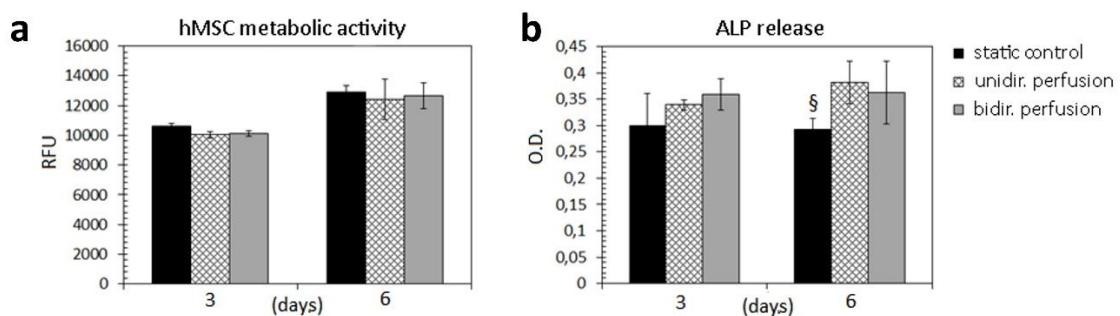 a
hMSC metabolic activity
16000
14000
12000
10000
8000
6000
4000
2000
0
RFU
3
(days)
6
b
ALP release
0,45
0,4
0,35
0,3
0,25
0,2
0,15
0,1
0,05
0
O.D.
§
3
(days)
6
static control
unidir. perfusion
bidir. perfusion